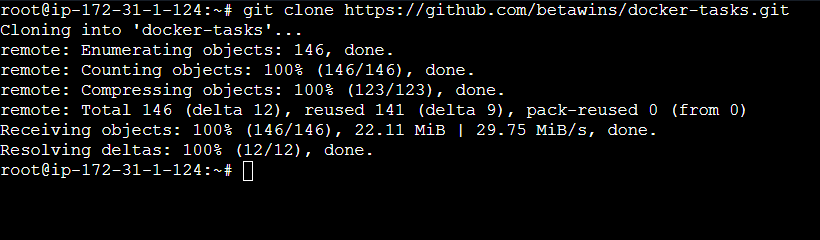 root@ip-172-31-1-124:~# git clone https://github.com/betawins/docker-tasks.git
Cloning into 'docker-tasks'...
remote: Enumerating objects: 146, done.
remote: Counting objects: 100% (146/146), done.
remote: Compressing objects: 100% (123/123), done.
remote: Total 146 (delta 12), reused 141 (delta 9), pack-reused 0 (from 0)
Receiving objects: 100% (146/146), 22.11 MiB | 29.75 MiB/s, done.
Resolving deltas: 100% (12/12), done.
root@ip-172-31-1-124:~#